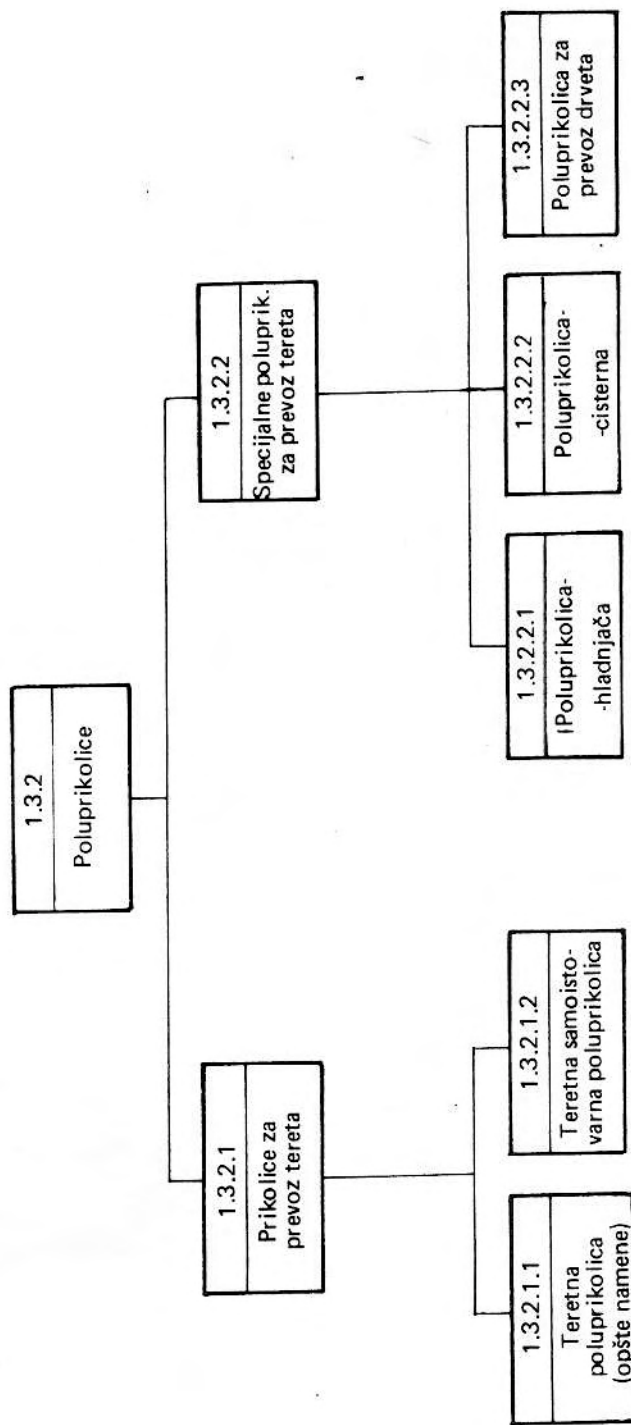 1.3.2
Poluprikolice
1.3.2.1
Prikolice za
prevoz tereta
1.3.2.2
Specijalne poluprik.
za prevoz tereta
1.3.2.1.1
Teretna
poluprikolica
(opšte namene)
1.3.2.1.2
Teretna samoisto-
varna poluprikolica
1.3.2.2.1
Poluprikolica-
-hladnjača
1.3.2.2.2
Poluprikolica-
-cisterna
1.3.2.2.3
Poluprikolica za
prevoz drveta